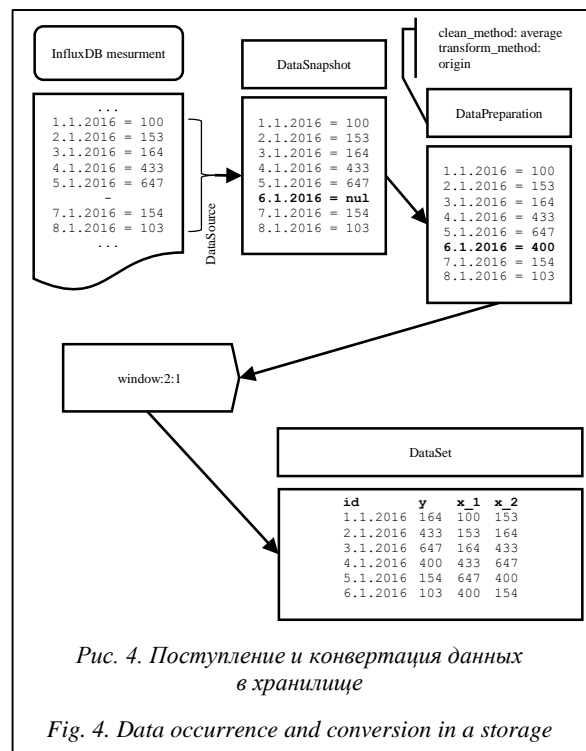 InfluxDB mesurment
...
1.1.2016 = 100
2.1.2016 = 153
3.1.2016 = 164
4.1.2016 = 433
5.1.2016 = 647
-
7.1.2016 = 154
8.1.2016 = 103
...
DataSource
DataSnapshot
1.1.2016 = 100
2.1.2016 = 153
3.1.2016 = 164
4.1.2016 = 433
5.1.2016 = 647
6.1.2016 = nul
7.1.2016 = 154
8.1.2016 = 103
clean_method: average
transform_method:
origin
DataPreparation
1.1.2016 = 100
2.1.2016 = 153
3.1.2016 = 164
4.1.2016 = 433
5.1.2016 = 647
6.1.2016 = 400
7.1.2016 = 154
8.1.2016 = 103
window:2:1
DataSet
id y x_1 x_2
1.1.2016 164 100 153
2.1.2016 433 153 164
3.1.2016 647 164 433
4.1.2016 400 433 647
5.1.2016 154 647 400
6.1.2016 103 400 154
Рис. 4. Поступление и конвертация данных
в хранилище
Fig. 4. Data occurrence and conversion in a storage